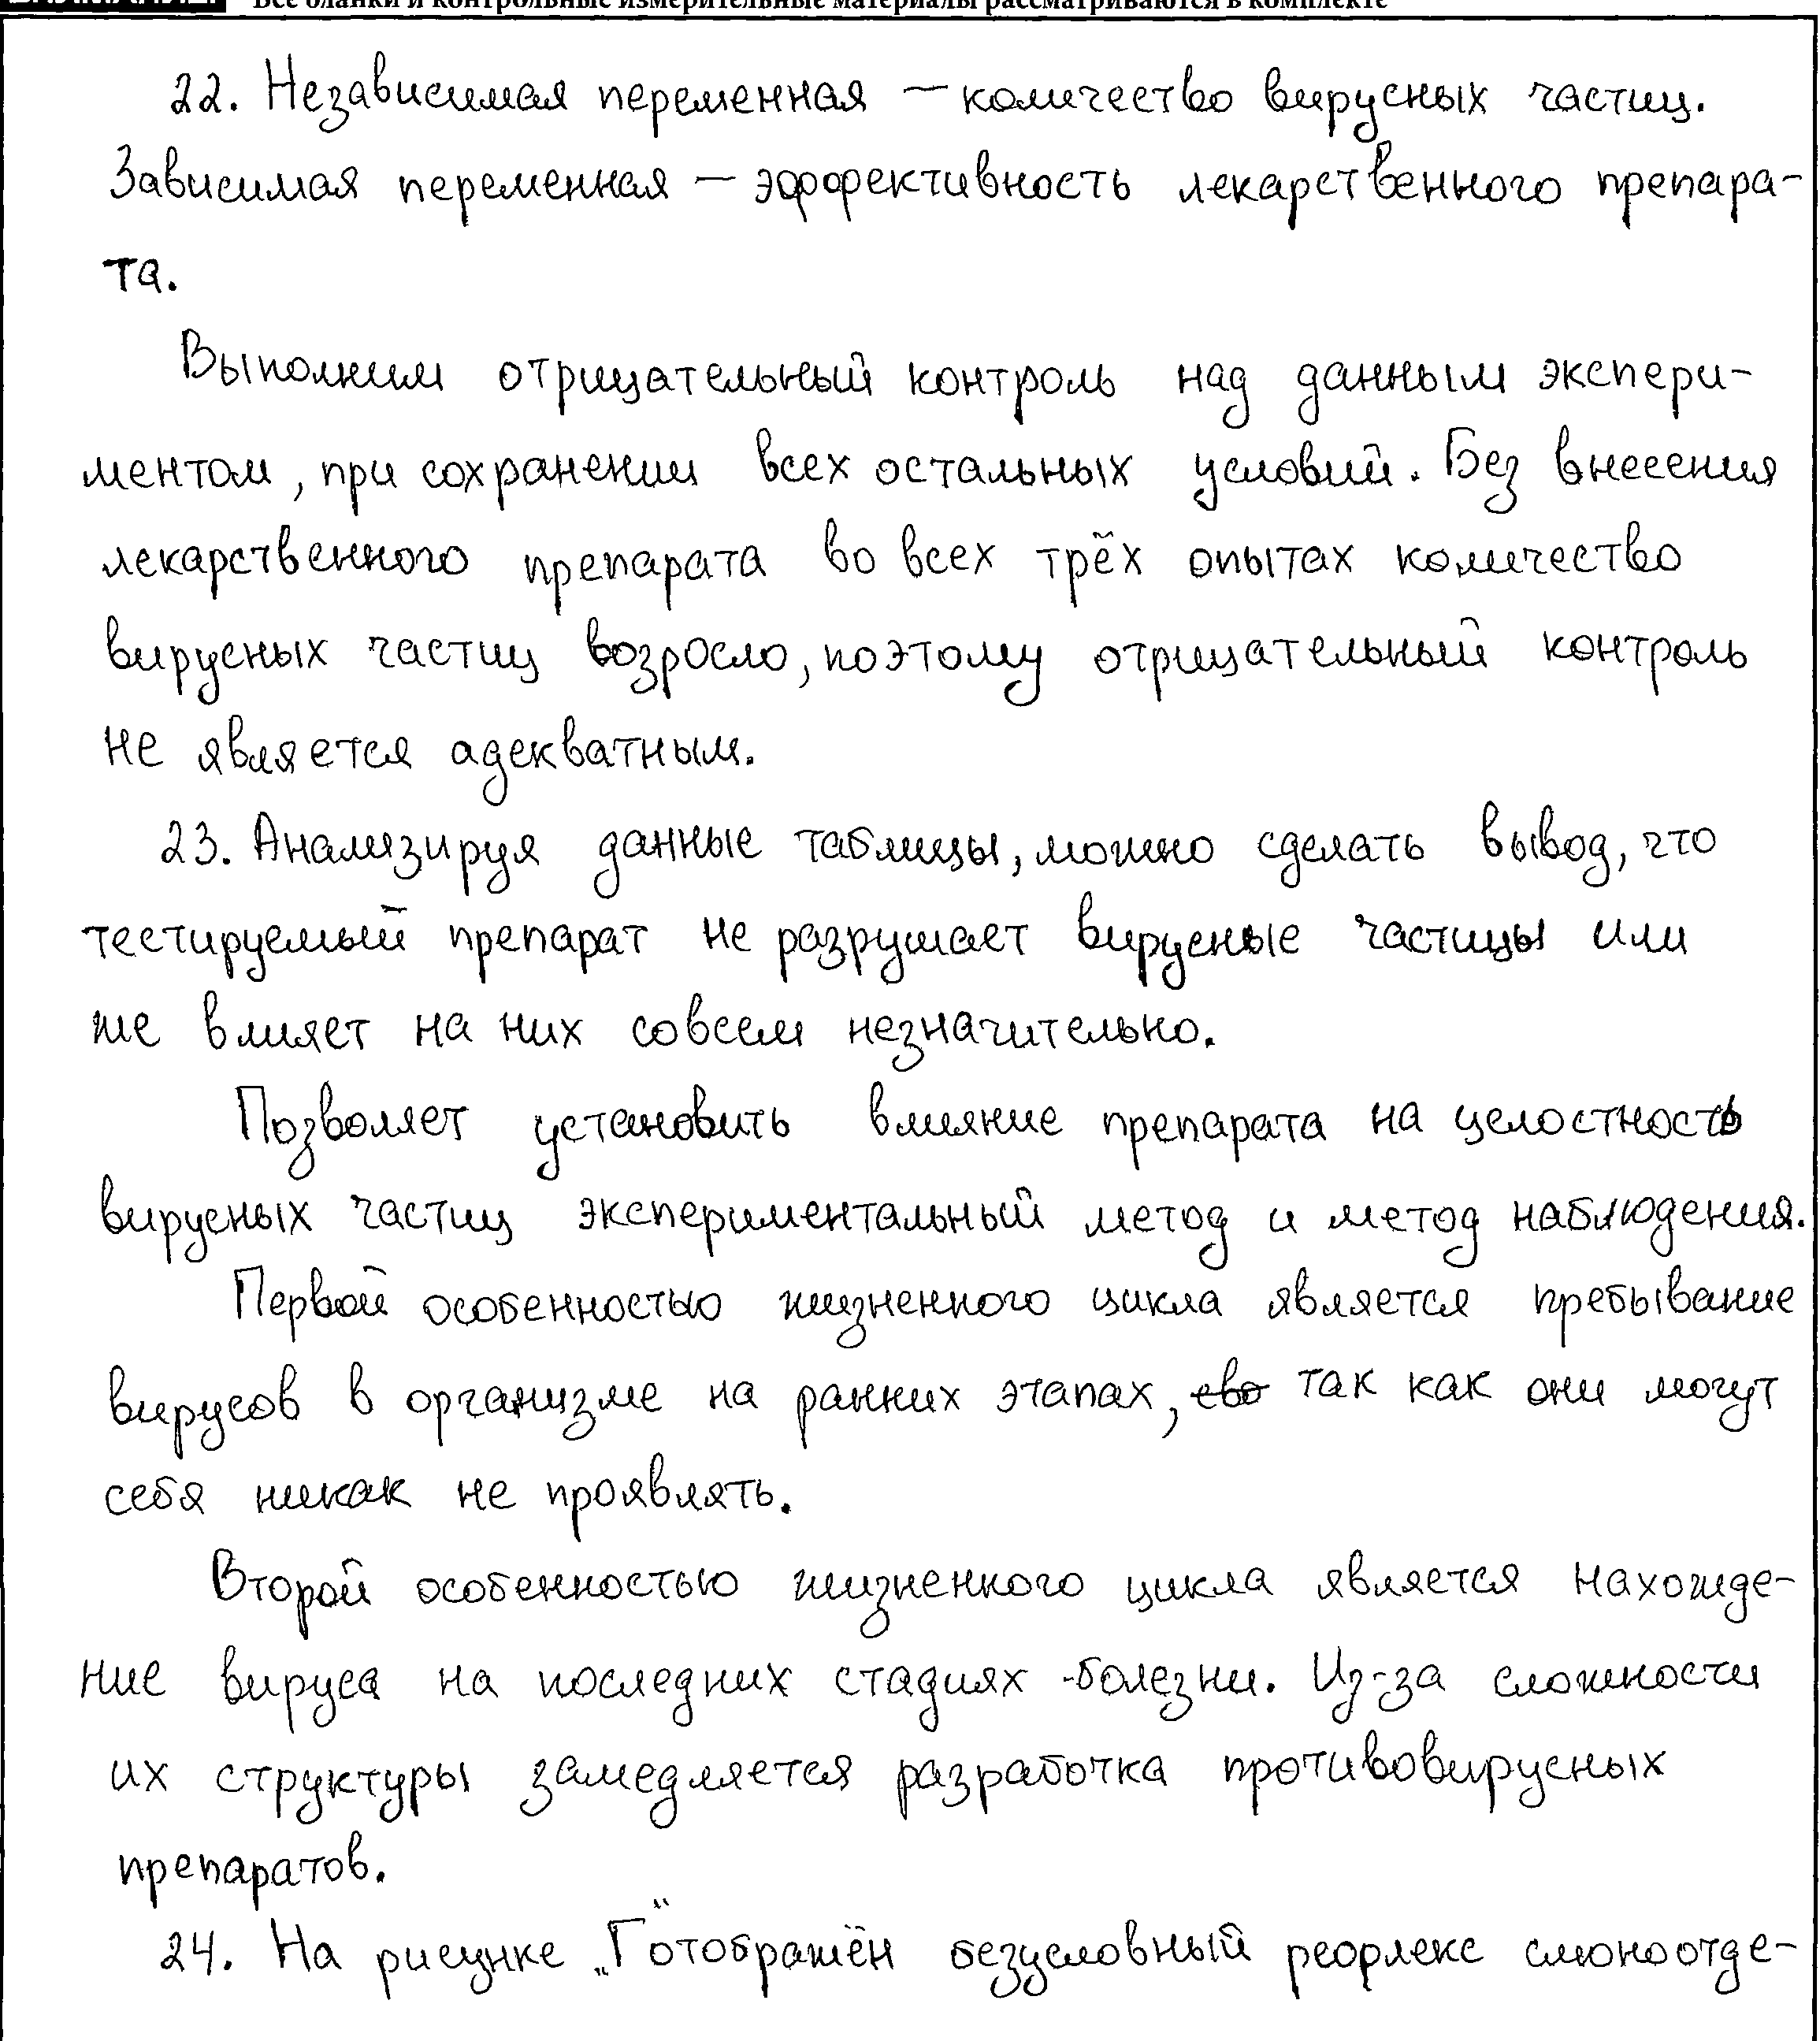 Все бланки и контрольные измерительные материалы рассматриваются в комплекте
22. Независимая переменная — количество вирусных частиц.
Зависимая переменная — эффективность лекарственного препара-
та.
Выполним отрицательный контроль над данным экспери-
ментом, при сохранении всех остальных условий. Без внесения
лекарственного препарата во всех трёх опытах количество
вирусных частиц возросло, поэтому отрицательный контроль
не является адекватным.
23. Анализируя данные таблицы, можно сделать вывод, что
тестируемый препарат не разрушает вирусные частицы или
же влияет на них совсем незначительно.
Позволяет установить влияние препарата на целостность
вирусных частиц экспериментальный метод и метод наблюдения.
Первой особенностью жизненного цикла является пребывание
вирусов в организме на ранних этапах, так как они могут
себя никак не проявлять.
Второй особенностью жизненного цикла является нахожде-
ние вируса на последних стадиях болезни. Из-за сложности
их структуры замедляется разработка противовирусных
препаратов.
24. На рисунке „Г“ отображён безусловный рефлекс слюноотде-